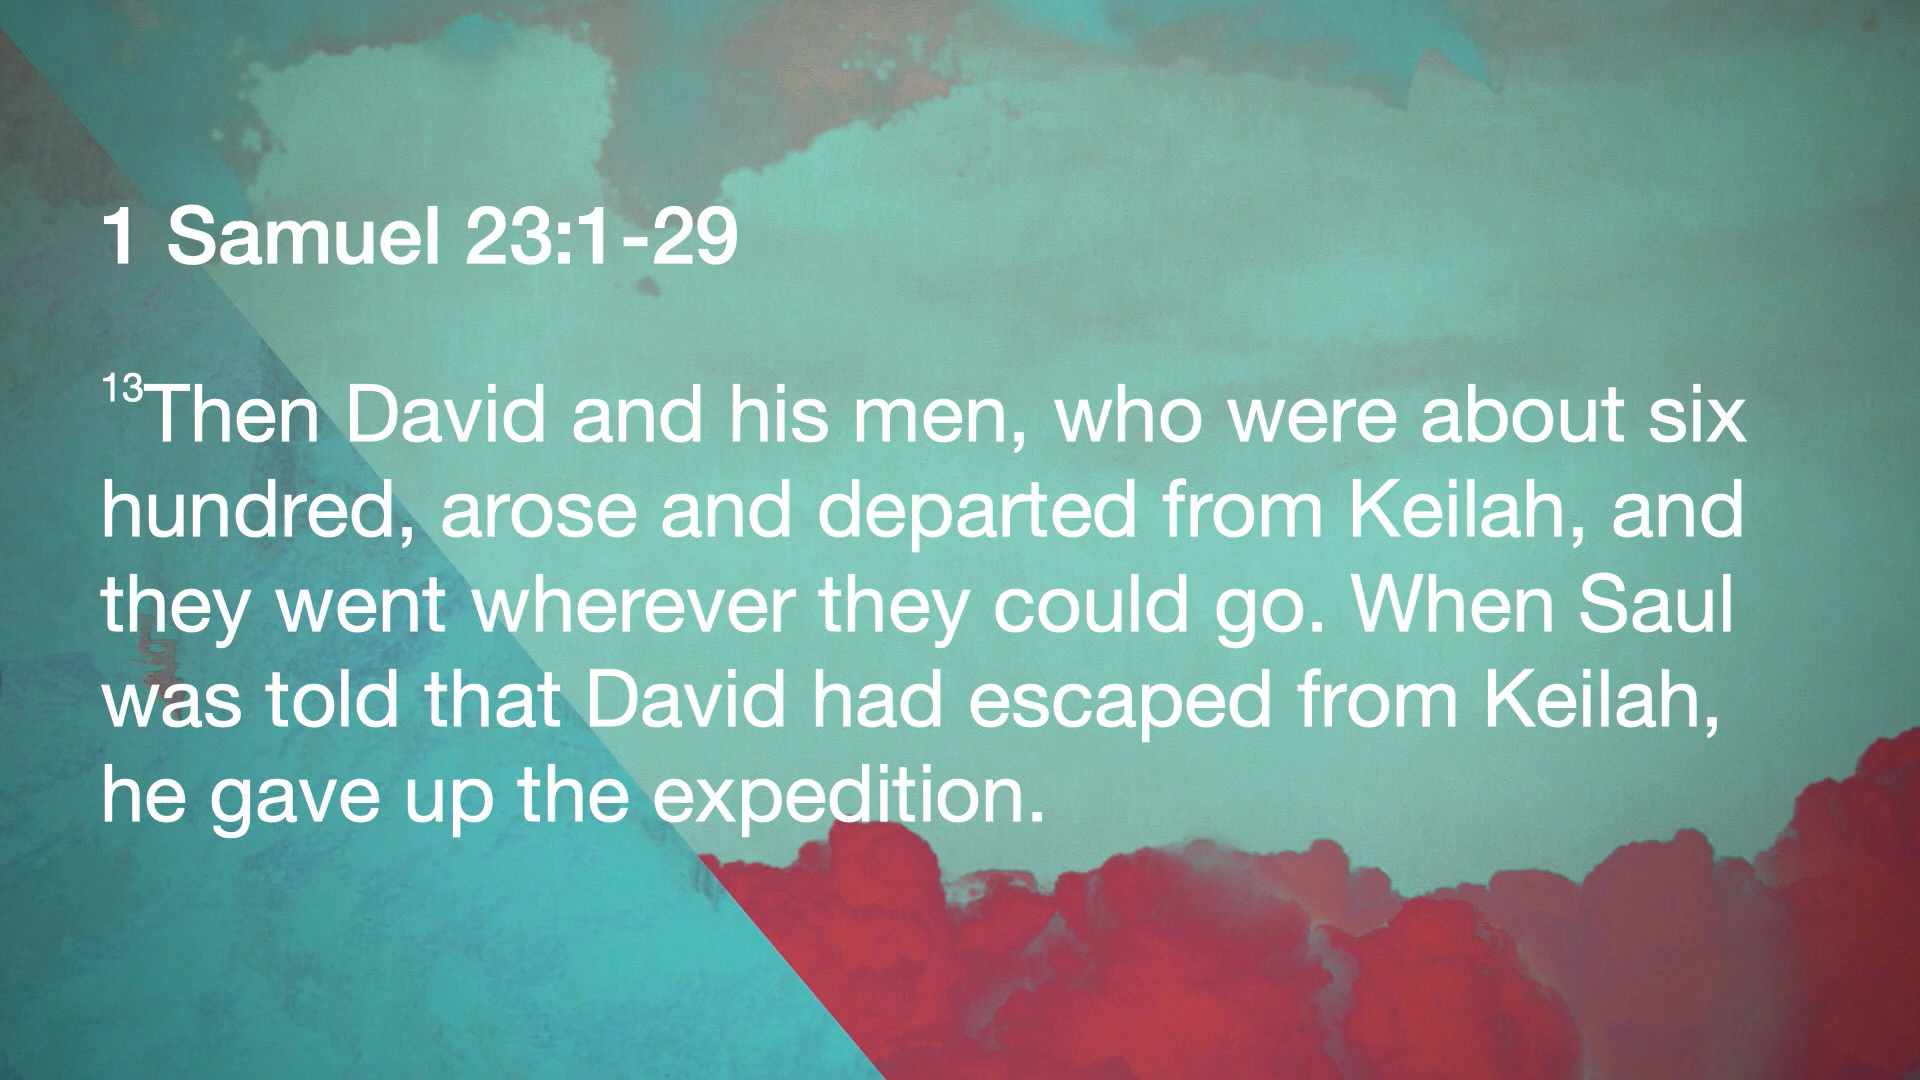 1 Samuel 23:1-29
13Then David and his men, who were about six
hundred, arose and departed from Keilah, and
they went wherever they could go. When Saul
was told that David had escaped from Keilah,
he gave up the expedition.